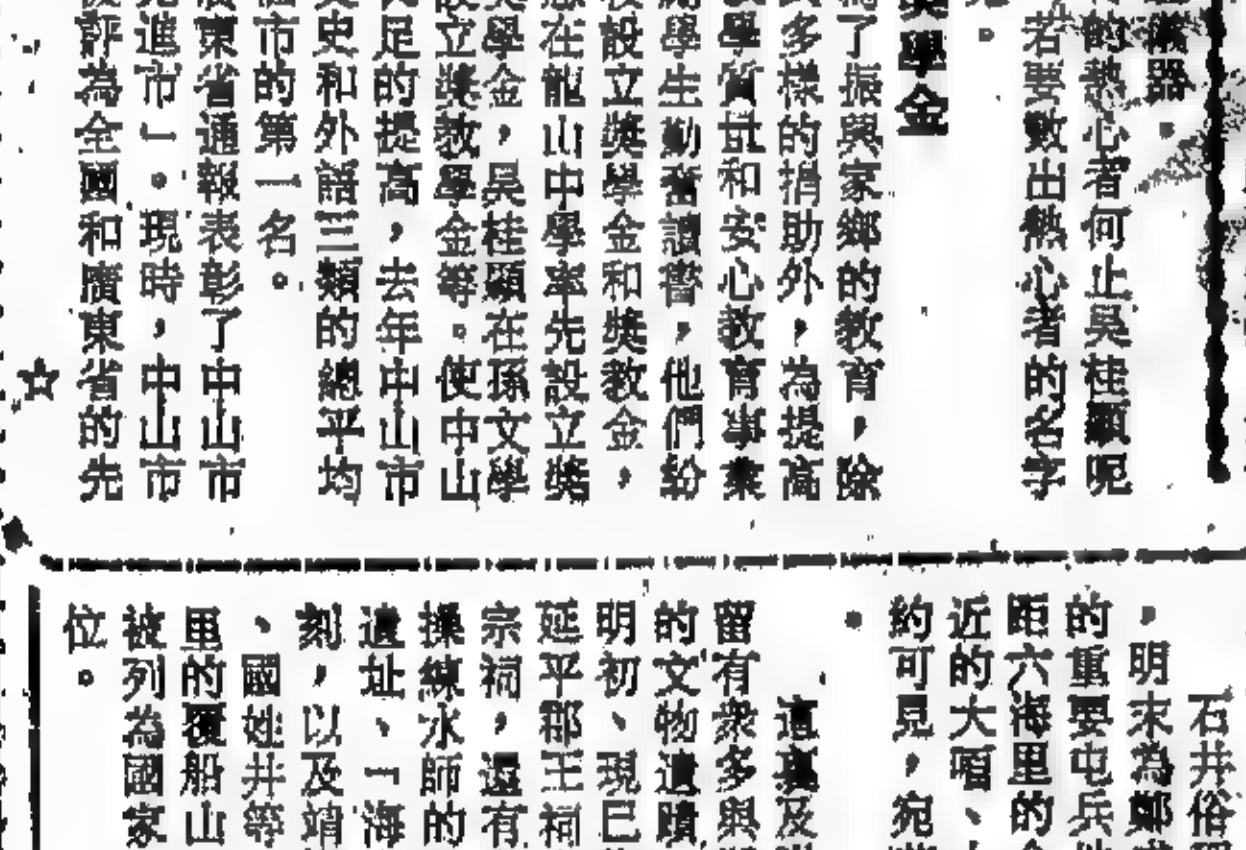 儀器。
的熱心者何止吳桂顯呢
若要數出熱心者的名字
。
獎學金
了振興家鄉的教育，除
多樣的捐助外，為提高
學質量和安心教育事業
學生勤奮讀書，他們紛
設立獎學金和獎教金，
在龍山中學率先設立獎
學金，吳桂顯在孫文學
設立獎教學金等。使中山
足的提高，去年中山市
史和外語三類的總平均
市的第一名。
廣東省通報表彰了中山市
先進市」。現時，中山市
被評為全國和廣東省的先
☆
石井俗
，明末為鄭
的重要屯兵
距六海里的
近的大嶝、
約可見，宛
。
這裏及
留有衆多與
的文物遺蹟
明初、現已
延平郡王祠
宗祠，還有
操練水師的
遺址、「海
刻，以及靖
、國姓井等
里的覆船山
被列為國家
位。